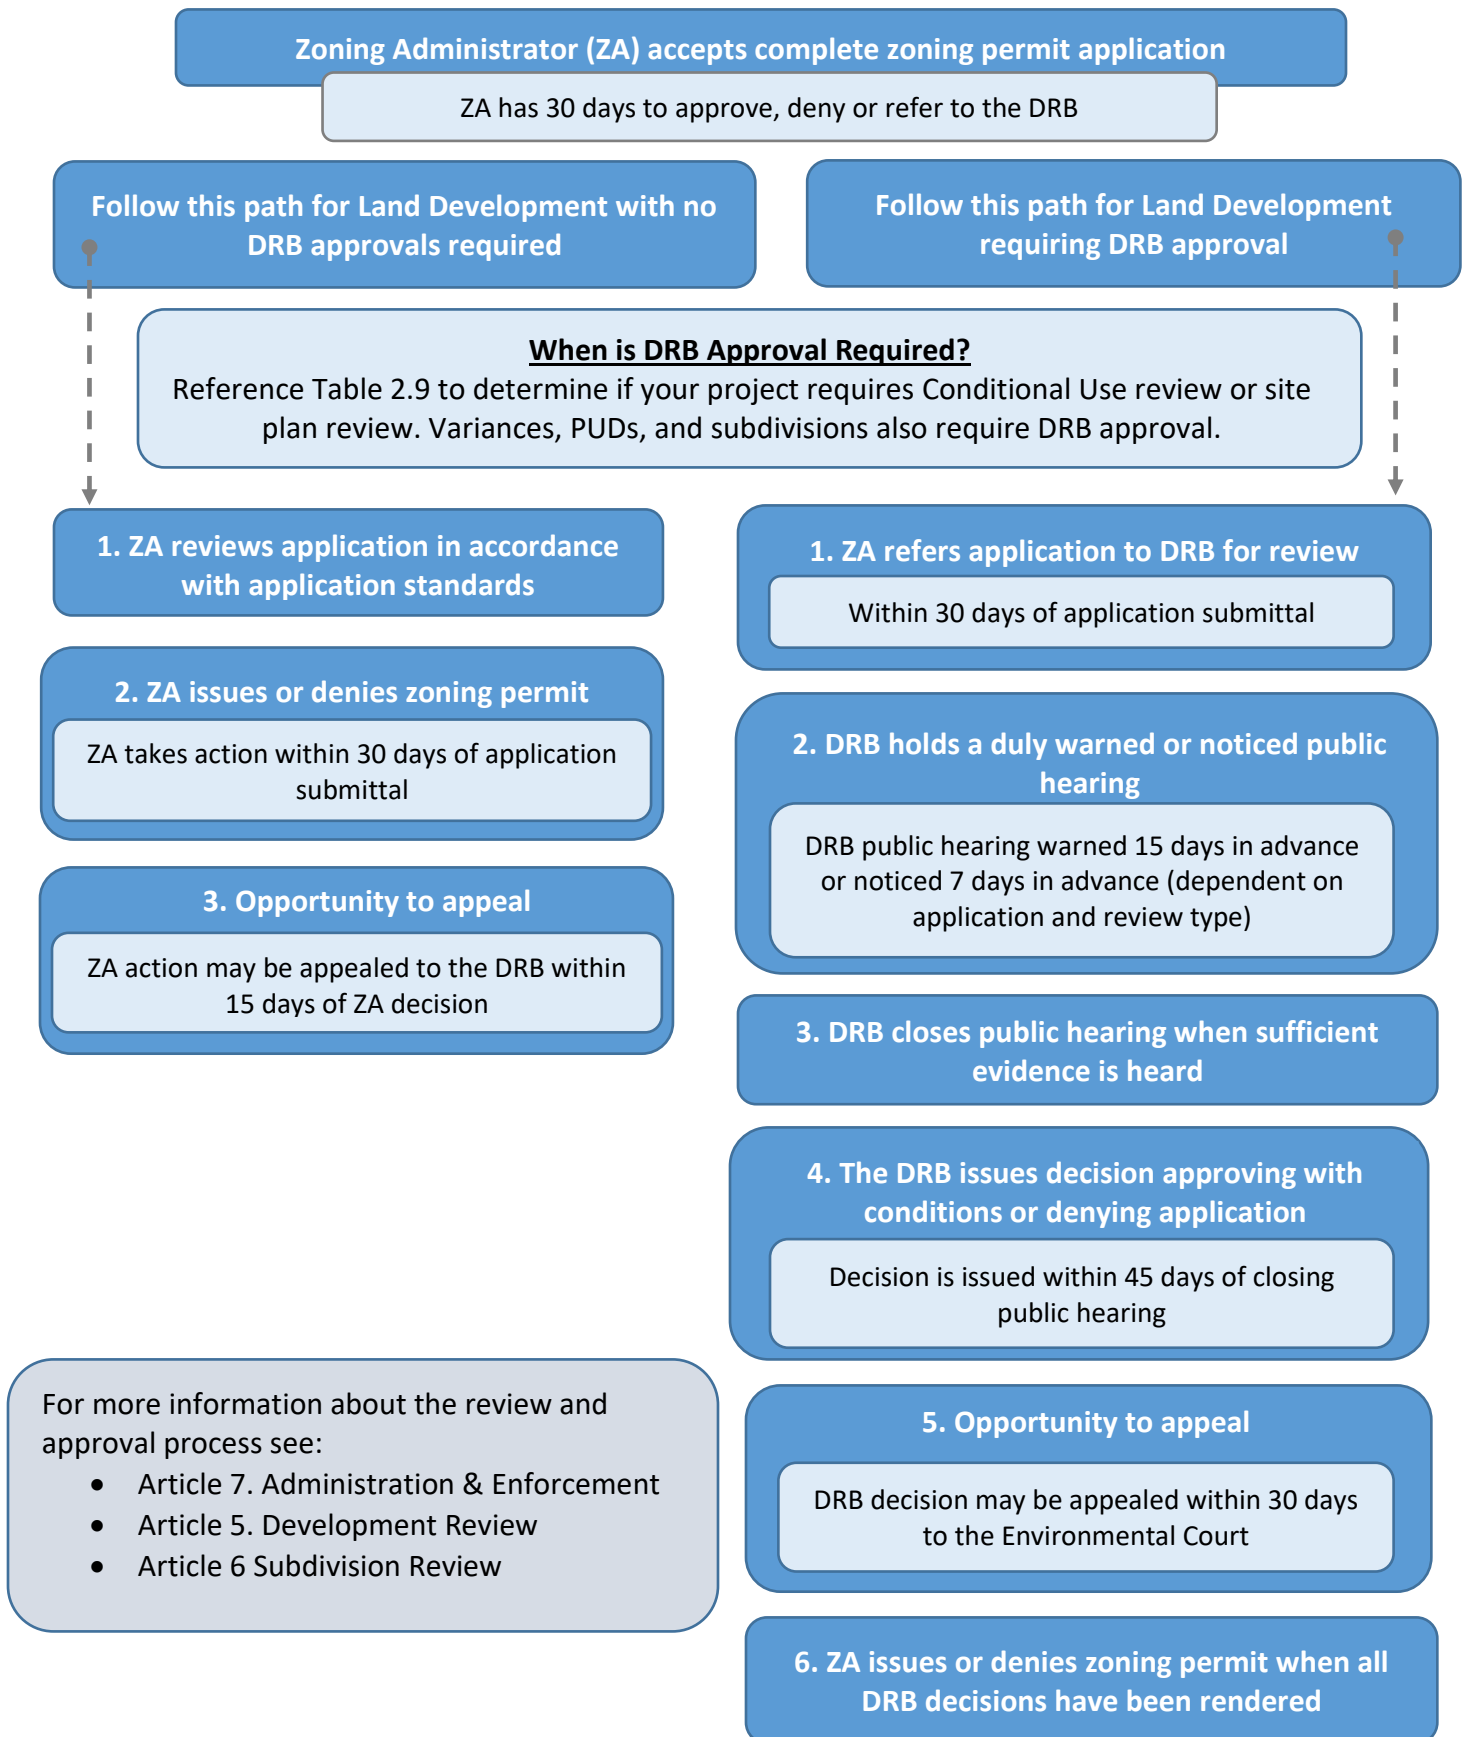 Zoning Administrator (ZA) accepts complete zoning permit application
ZA has 30 days to approve, deny or refer to the DRB
Follow this path for Land Development with no
DRB approvals required
Follow this path for Land Development
requiring DRB approval
When is DRB Approval Required?
Reference Table 2.9 to determine if your project requires Conditional Use review or site
plan review. Variances, PUDs, and subdivisions also require DRB approval.
1. ZA reviews application in accordance
with application standards
2. ZA issues or denies zoning permit
ZA takes action within 30 days of application
submittal
3. Opportunity to appeal
ZA action may be appealed to the DRB within
15 days of ZA decision
1. ZA refers application to DRB for review
Within 30 days of application submittal
2. DRB holds a duly warned or noticed public
hearing
DRB public hearing warned 15 days in advance
or noticed 7 days in advance (dependent on
application and review type)
3. DRB closes public hearing when sufficient
evidence is heard
4. The DRB issues decision approving with
conditions or denying application
Decision is issued within 45 days of closing
public hearing
5. Opportunity to appeal
DRB decision may be appealed within 30 days
to the Environmental Court
6. ZA issues or denies zoning permit when all
DRB decisions have been rendered
For more information about the review and
approval process see:
• Article 7. Administration & Enforcement
• Article 5. Development Review
• Article 6 Subdivision Review